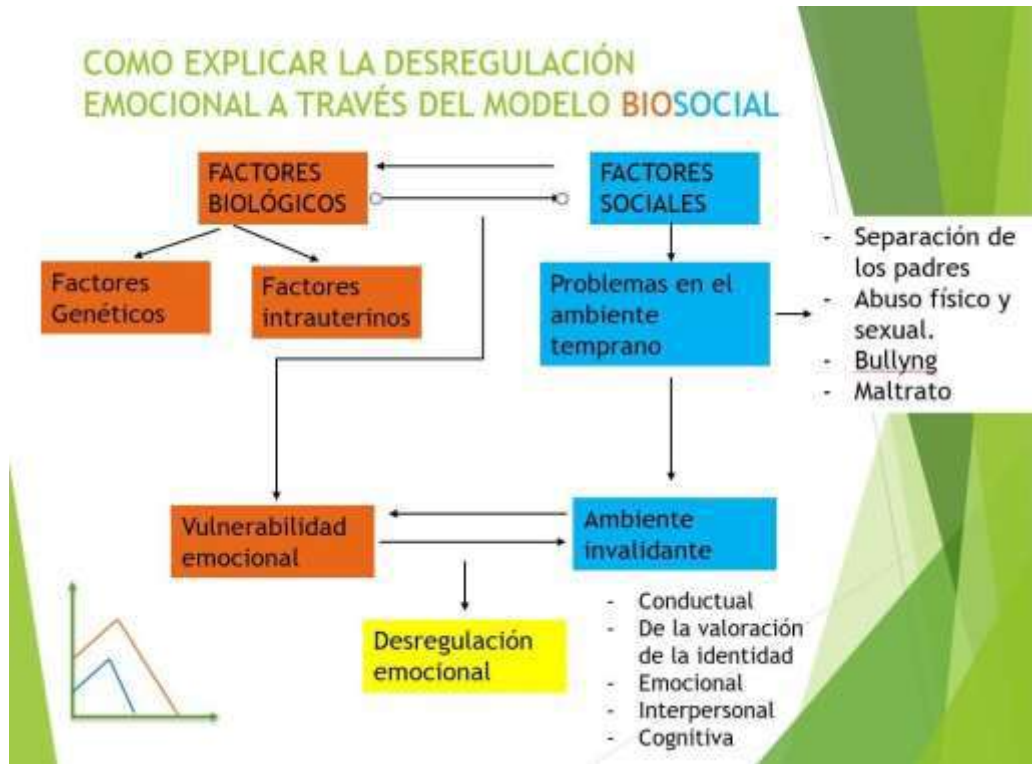 COMO EXPLICAR LA DESREGULACIÓN
EMOCIONAL A TRAVÉS DEL MODELO BIOSOCIAL
FACTORES
BIOLÓGICOS
FACTORES
SOCIALES
Factores
Genéticos
Factores
intrauterinos
Problemas en el
ambiente
temprano
- Separación de
los padres
- Abuso físico y
sexual.
- Bullyng
- Maltrato
Vulnerabilidad
emocional
Ambiente
invalidante
Desregulación
emocional
- Conductual
- De la valoración
de la identidad
- Emocional
- Interpersonal
- Cognitiva